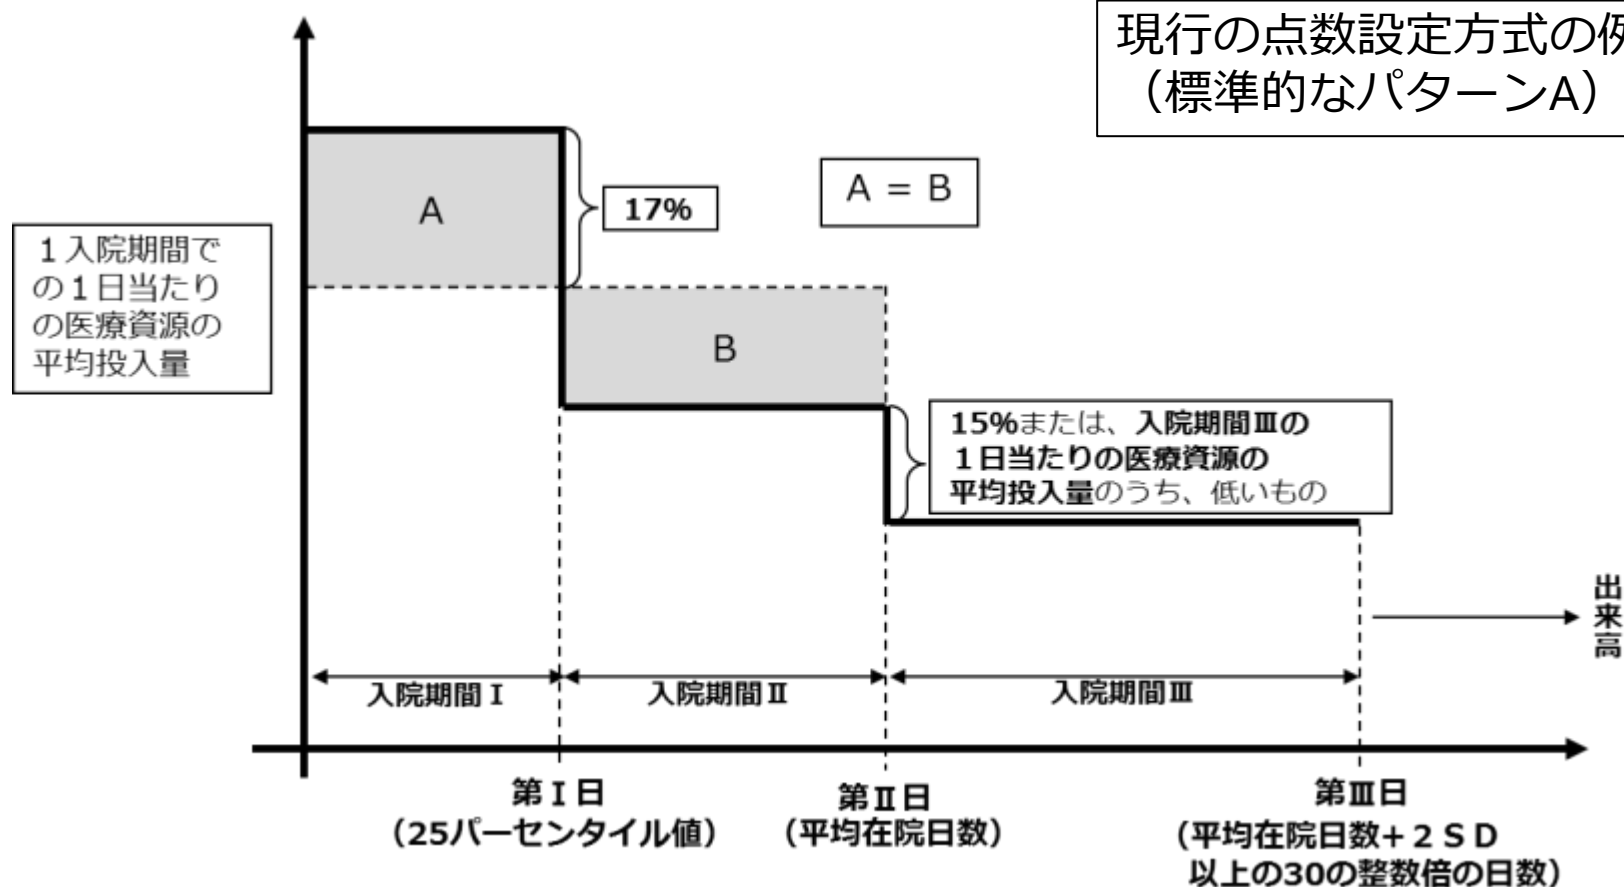 現行の点数設定方式の例
（標準的なパターンA）
A
17%
A = B
１入院期間で
の１日当たり
の医療資源の
平均投入量
B
15%または、入院期間Ⅲの
１日当たりの医療資源の
平均投入量のうち、低いもの
出来高
入院期間Ⅰ
入院期間Ⅱ
入院期間Ⅲ
第Ⅰ日
（25パーセンタイル値）
第Ⅱ日
（平均在院日数）
第Ⅲ日
（平均在院日数+２ＳＤ
以上の30の整数倍の日数）